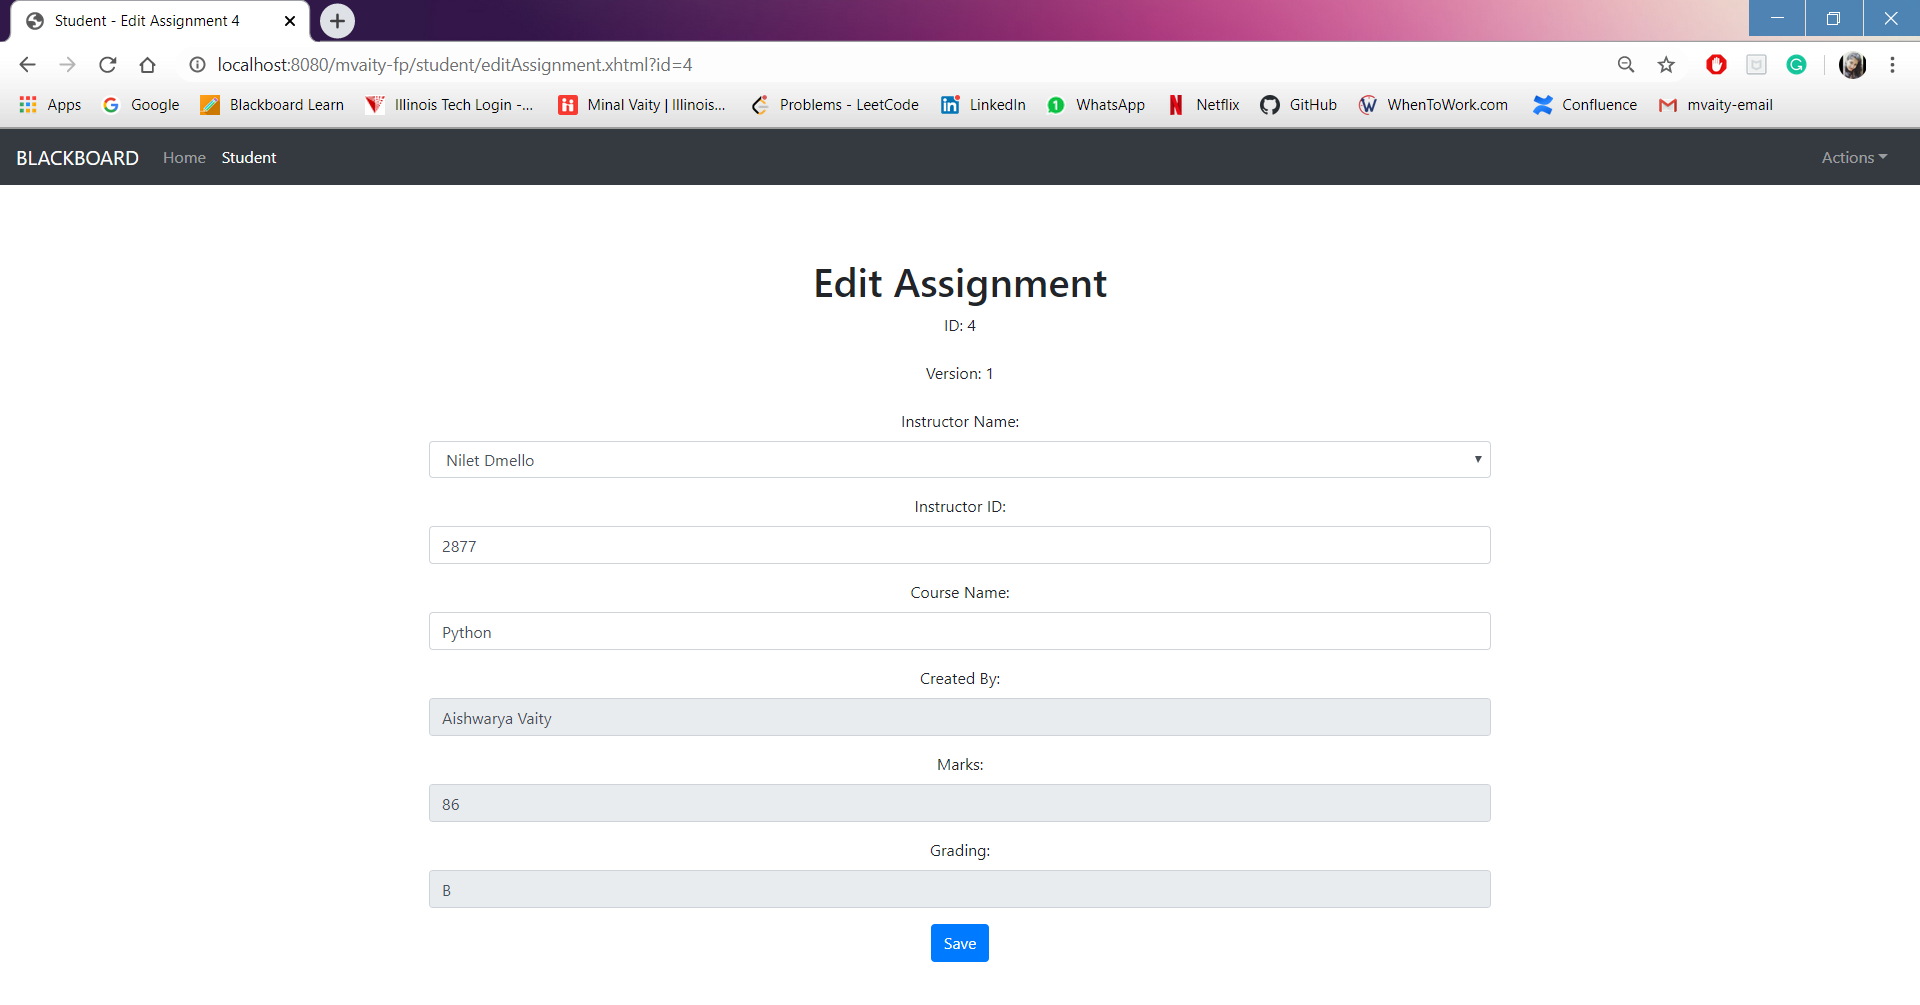 Student - Edit Assignment 4
localhost:8080/mvaity-fp/student/editAssignment.xhtml?id=4
Apps Google Blackboard Learn Illinois Tech Login -... Minal Vaity | Illinois... Problems - LeetCode LinkedIn WhatsApp Netflix GitHub WhenToWork.com Confluence mvaity-email
BLACKBOARD Home Student Actions
Edit Assignment
ID: 4
Version: 1
Instructor Name:
Nilet Dmello
Instructor ID:
2877
Course Name:
Python
Created By:
Aishwarya Vaity
Marks:
86
Grading:
B
Save